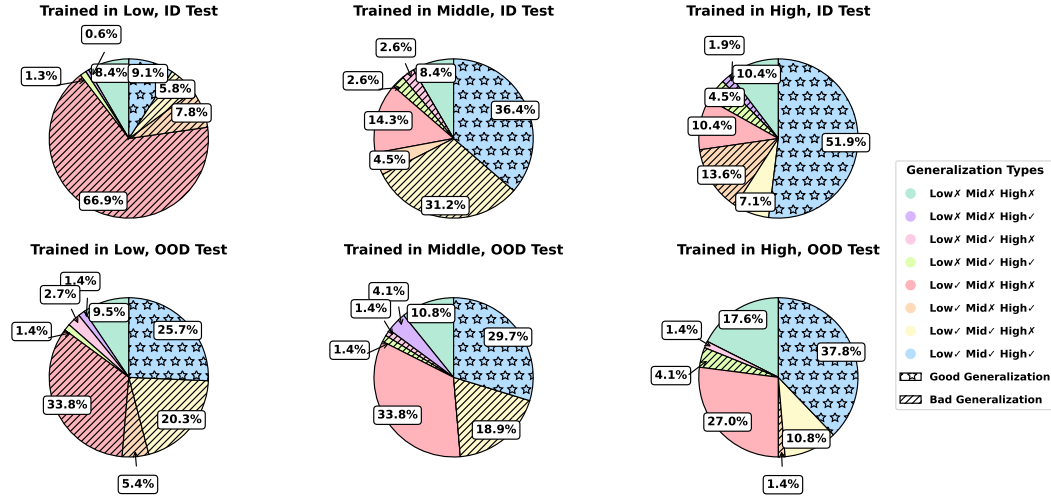 Trained in Low, ID Test
0.6%
1.3%
8.4%
9.1%
5.8%
7.8%
66.9%
Trained in Middle, ID Test
2.6%
2.6%
8.4%
36.4%
14.3%
4.5%
31.2%
Trained in High, ID Test
1.9%
10.4%
4.5%
10.4%
51.9%
13.6%
7.1%
Trained in Low, OOD Test
1.4%
2.7%
9.5%
1.4%
25.7%
33.8%
20.3%
5.4%
Trained in Middle, OOD Test
4.1%
1.4%
10.8%
1.4%
29.7%
33.8%
18.9%
Trained in High, OOD Test
17.6%
1.4%
37.8%
4.1%
27.0%
10.8%
1.4%
Generalization Types
Low✗ Mid✗ High✗
Low✗ Mid✗ High✓
Low✗ Mid✓ High✗
Low✗ Mid✓ High✓
Low✓ Mid✗ High✗
Low✓ Mid✗ High✓
Low✓ Mid✓ High✗
Low✓ Mid✓ High✓
Good Generalization
Bad Generalization